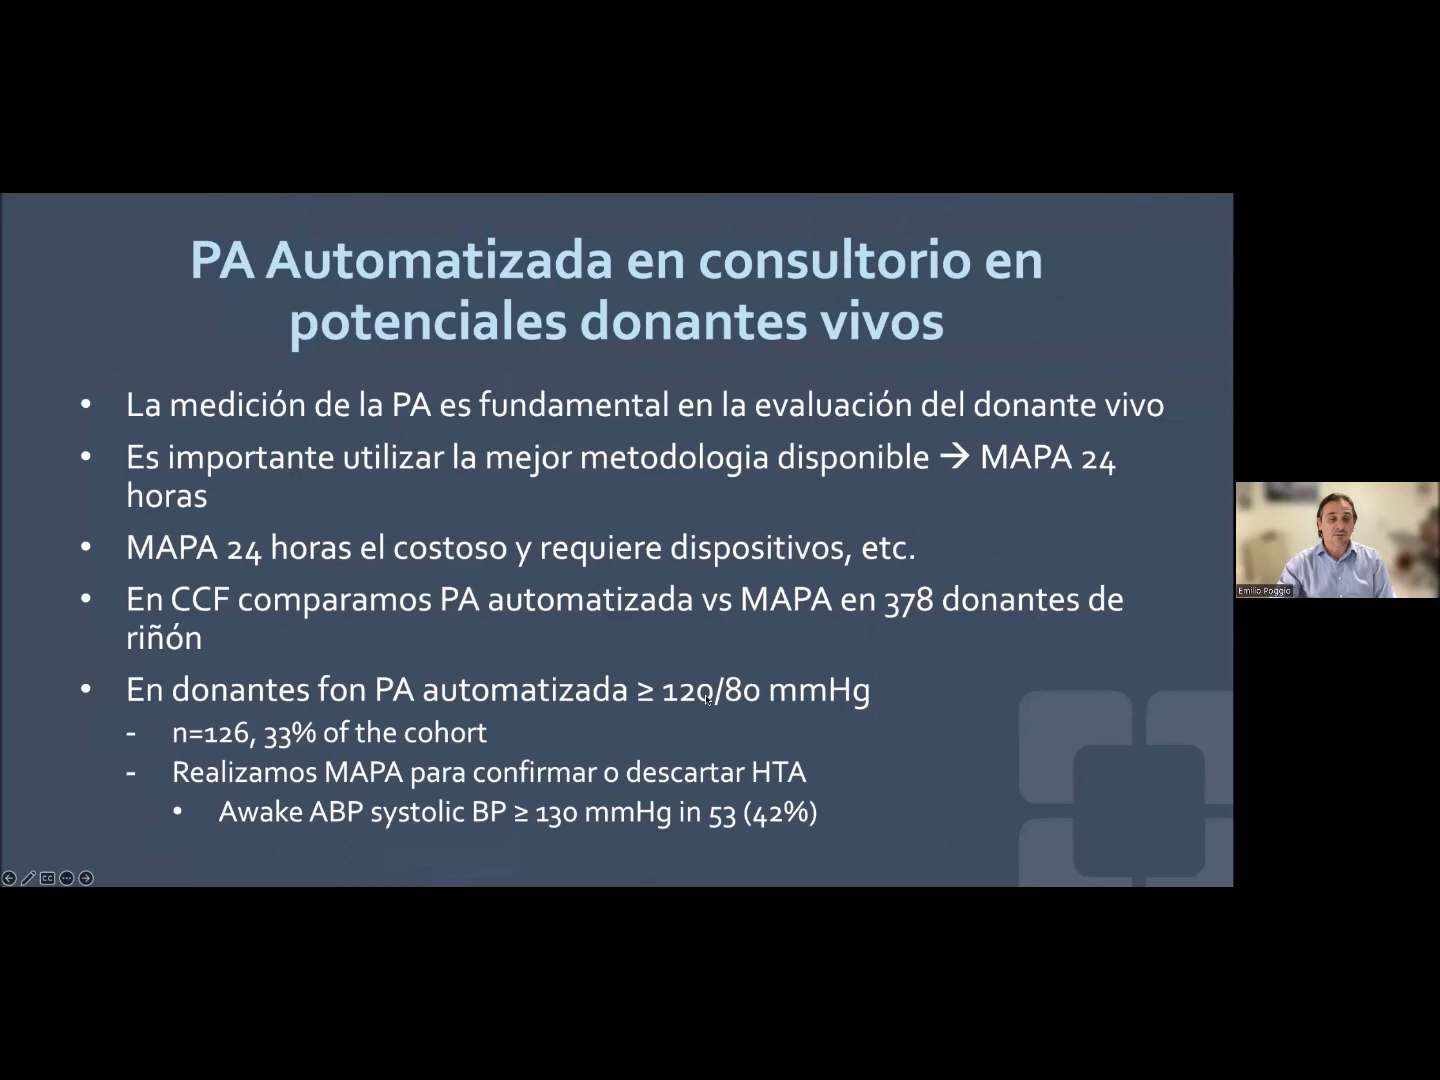 PA Automatizada en consultorio en
potenciales donantes vivos
• La medición de la PA es fundamental en la evaluación del donante vivo
• Es importante utilizar la mejor metodologia disponible → MAPA 24
horas
• MAPA 24 horas el costoso y requiere dispositivos, etc.
• En CCF comparamos PA automatizada vs MAPA en 378 donantes de
riñón
• En donantes fon PA automatizada ≥ 120/80 mmHg
- n=126, 33% of the cohort
- Realizamos MAPA para confirmar o descartar HTA
• Awake ABP systolic BP ≥ 130 mmHg in 53 (42%)
CC
Emilio Poggio